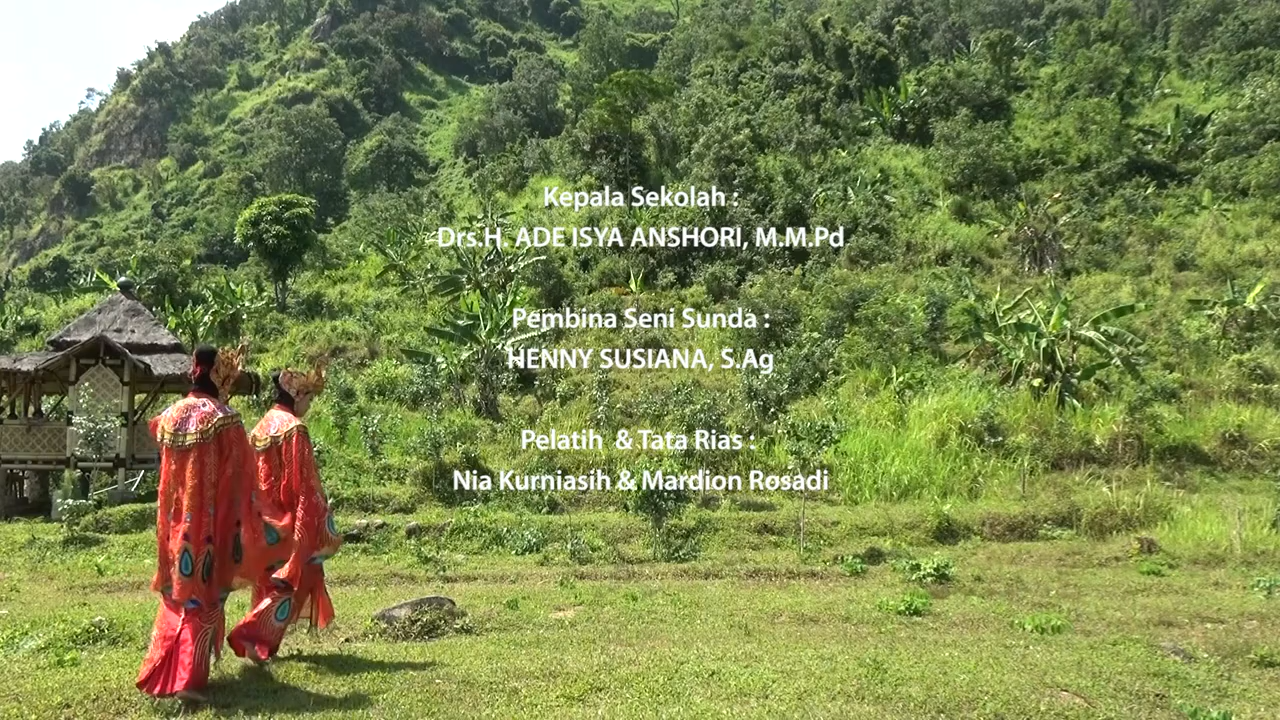 Kepala Sekolah :
Drs.H. ADE ISYA ANSHORI, M.M.Pd
Pembina Seni Sunda :
HENNY SUSIANA, S.Ag
Pelatih & Tata Rias :
Nia Kurniasih & Mardion Rosadi